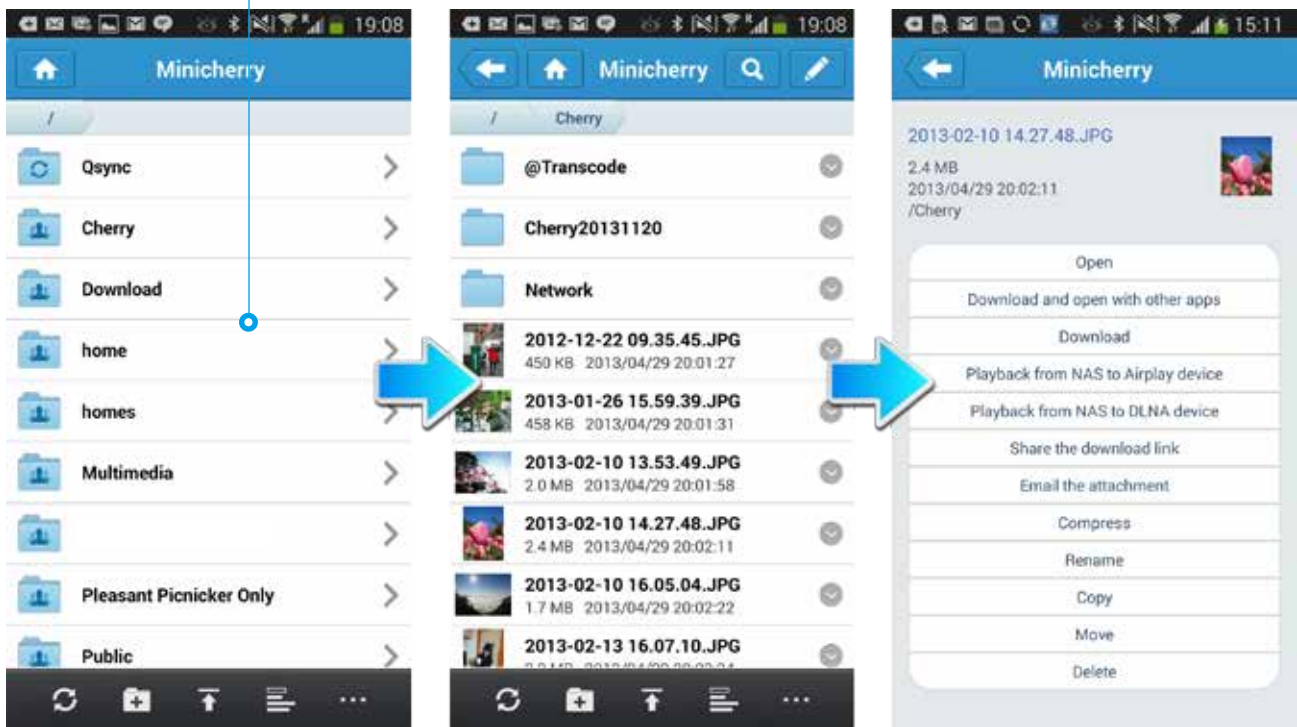 19:08
Minicherry
/
Qsync
Cherry
Download
home
homes
Multimedia
Pleasant Picnicker Only
Public
19:08
Minicherry
/ Cherry
@Transcode
Cherry20131120
Network
2012-12-22 09.35.45.JPG
450 KB 2013/04/29 20:01:27
2013-01-26 15.59.39.JPG
458 KB 2013/04/29 20:01:31
2013-02-10 13.53.49.JPG
2.0 MB 2013/04/29 20:01:58
2013-02-10 14.27.48.JPG
2.4 MB 2013/04/29 20:02:11
2013-02-10 16.05.04.JPG
1.7 MB 2013/04/29 20:02:22
2013-02-13 16.07.10.JPG
15:11
Minicherry
2013-02-10 14.27.48.JPG
2.4 MB
2013/04/29 20:02:11
/Cherry
Open
Download and open with other apps
Download
Playback from NAS to Airplay device
Playback from NAS to DLNA device
Share the download link
Email the attachment
Compress
Rename
Copy
Move
Delete